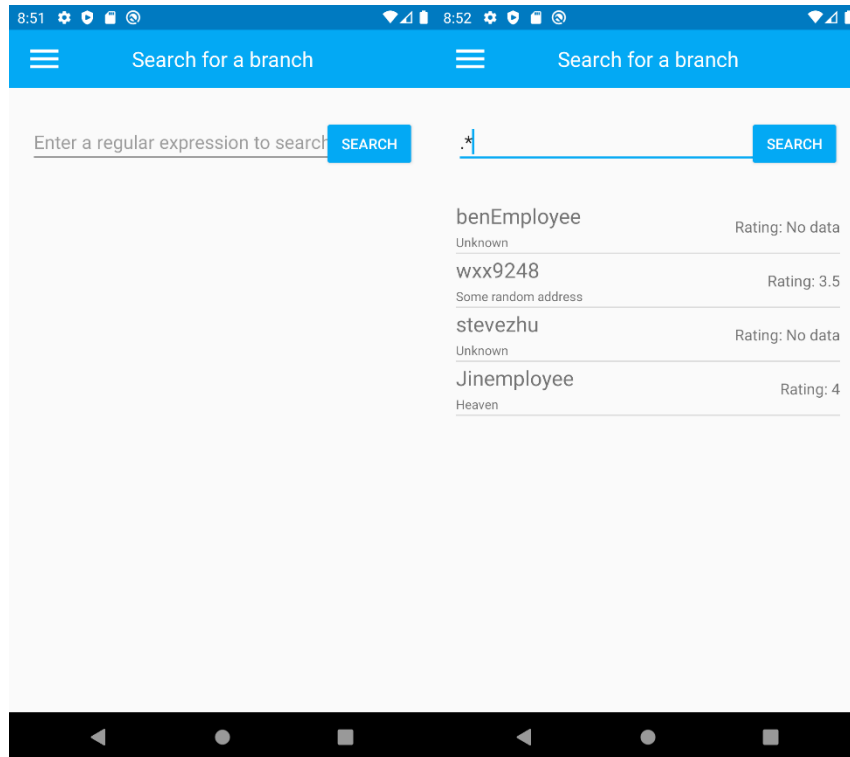 8:51
Search for a branch
Enter a regular expression to search
SEARCH
8:52
Search for a branch
.*
SEARCH
benEmployee
Unknown
Rating: No data
wxx9248
Some random address
Rating: 3.5
stevezhu
Unknown
Rating: No data
Jinemployee
Heaven
Rating: 4